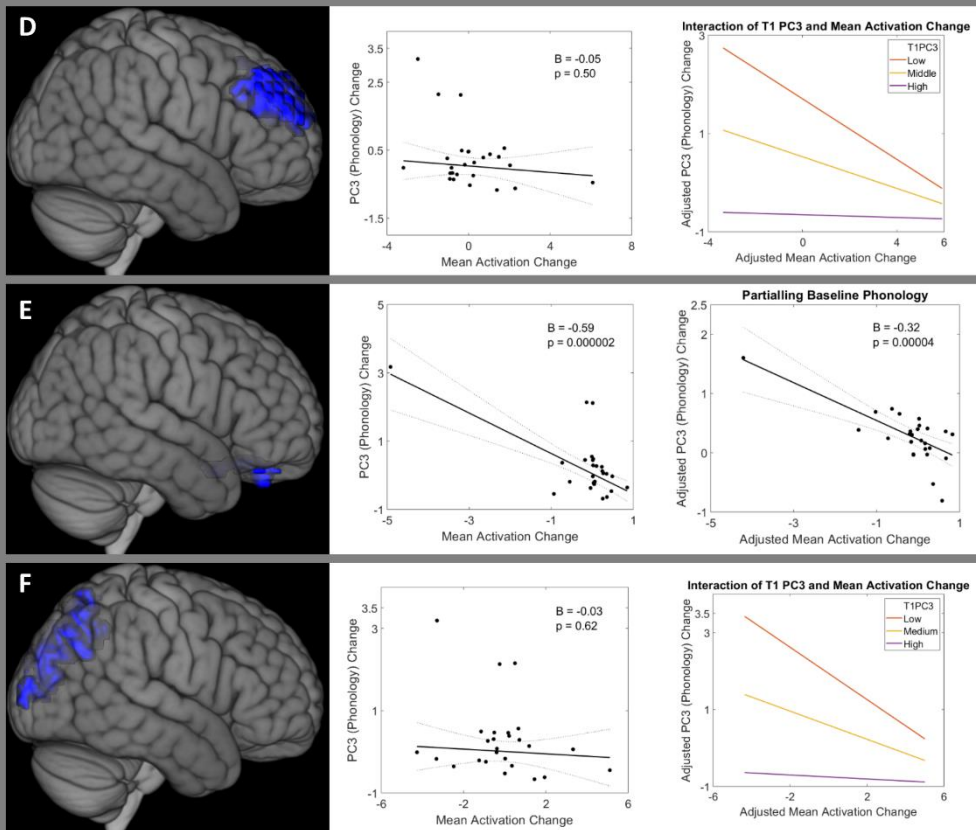 D
B = -0.05
p = 0.50
PC3 (Phonology) Change
3.5
2.5
0.5
-1.5
-4
0
4
8
Mean Activation Change
Interaction of T1 PC3 and Mean Activation Change
T1PC3
Low
Middle
High
Adjusted PC3 (Phonology) Change
3
1
-1
-4
0
4
6
Adjusted Mean Activation Change
E
B = -0.59
p = 0.000002
PC3 (Phonology) Change
5
3
1
-1
-5
-3
-1
1
Mean Activation Change
Partialling Baseline Phonology
B = -0.32
p = 0.00004
Adjusted PC3 (Phonology) Change
2.5
2
1
0
-1
-5
-3
-1
1
Adjusted Mean Activation Change
F
B = -0.03
p = 0.62
PC3 (Phonology) Change
3.5
3
1
-1
-6
-2
2
6
Mean Activation Change
Interaction of T1 PC3 and Mean Activation Change
T1PC3
Low
Medium
High
Adjusted PC3 (Phonology) Change
3.5
3
1
-1
-6
-4
0
4
6
Adjusted Mean Activation Change